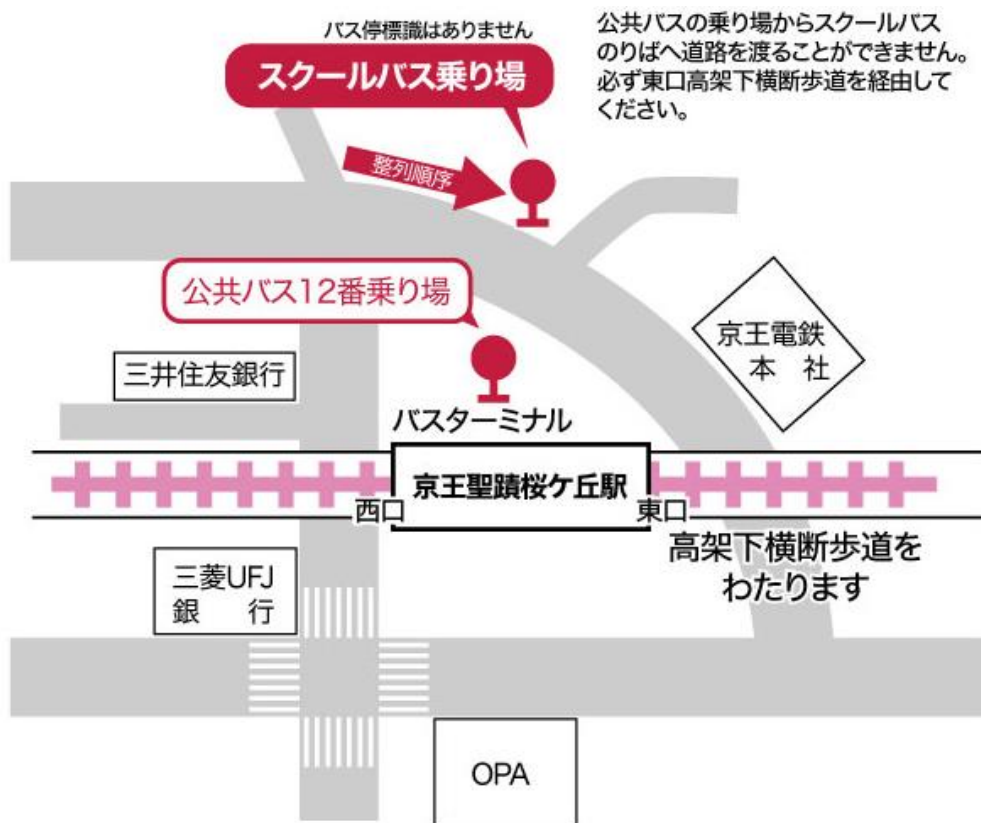 バス停標識はありません
スクールバス乗り場
公共バスの乗り場からスクールバス
のりばへ道路を渡ることができません。
必ず東口高架下横断歩道を経由して
ください。
整列順序
公共バス12番乗り場
京王電鉄
本　社
三井住友銀行
バスターミナル
京王聖蹟桜ケ丘駅
西口
東口
高架下横断歩道を
わたります
三菱UFJ
銀　行
OPA